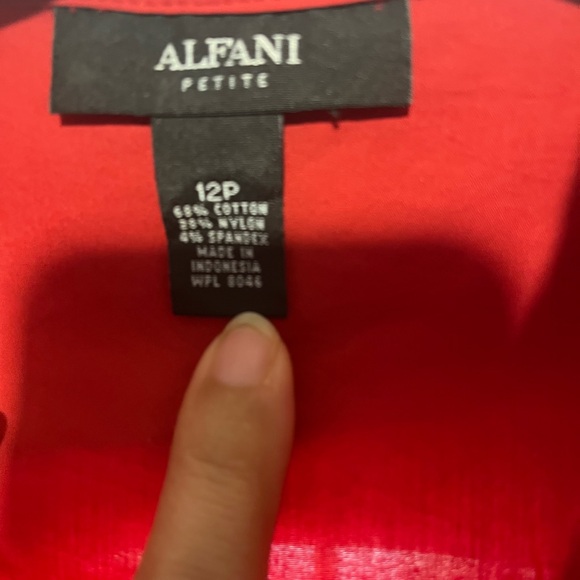 ALFANI
PETITE
12P
68% COTTON
28% NYLON
4% SPANDEX
MADE IN
INDONESIA
WPL 8046